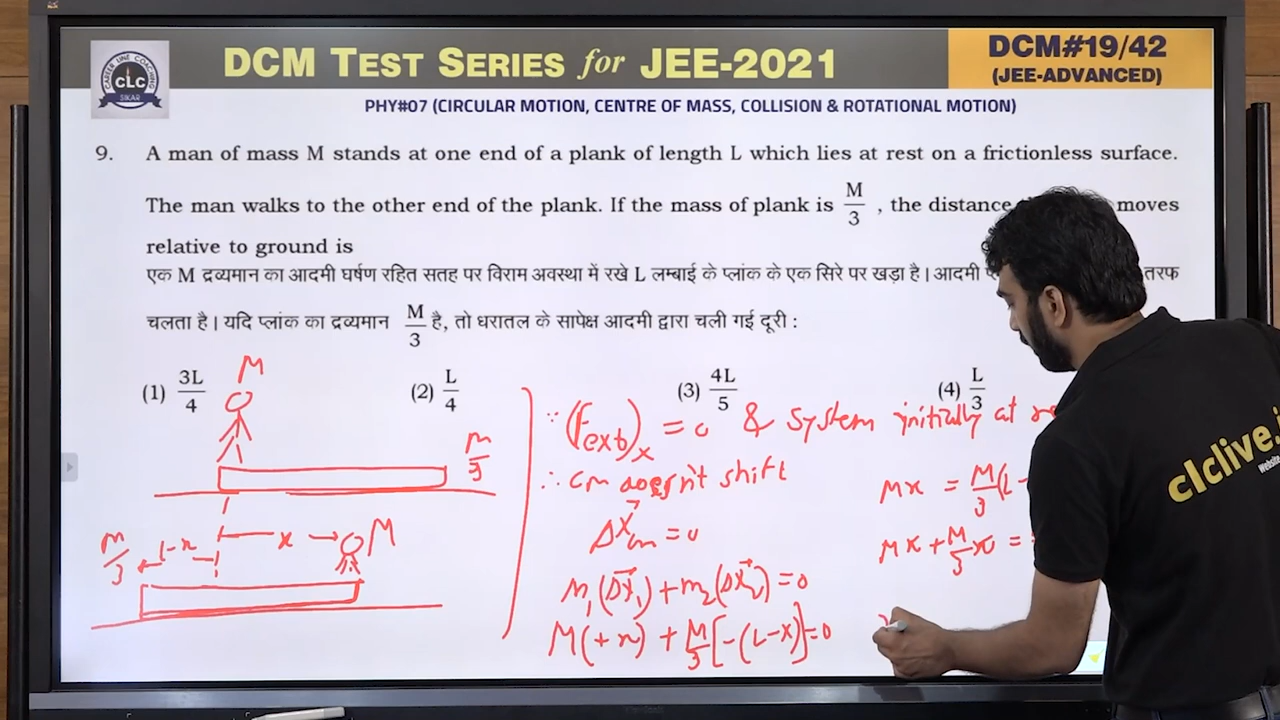 CAREER LINE COACHING
CLC
SIKAR
DCM TEST SERIES for JEE-2021
DCM#19/42
(JEE-ADVANCED)
PHY#07 (CIRCULAR MOTION, CENTRE OF MASS, COLLISION & ROTATIONAL MOTION)
9. A man of mass M stands at one end of a plank of length L which lies at rest on a frictionless surface.
The man walks to the other end of the plank. If the mass of plank is M/3 , the distance moves
relative to ground is
एक M द्रव्यमान का आदमी घर्षण रहित सतह पर विराम अवस्था में रखे L लम्बाई के प्लांक के एक सिरे पर खड़ा है। आदमी तरफ
चलता है। यदि प्लांक का द्रव्यमान M/3 है, तो धरातल के सापेक्ष आदमी द्वारा चली गई दूरी :
(1) 3L/4 (2) L/4 (3) 4L/5 (4) L/3
M
M/3
M/3
L-x
x
M
∵ (Fext)x = 0 & system initially at
∴ cm doesn't shift
ΔXcm = 0
m1(ΔX1) + m2(ΔX2) = 0
M(+x) + M/3[-(L-x)] = 0
Mx = M/3(L-
Mx + M/3 x =
clclive.i
Website